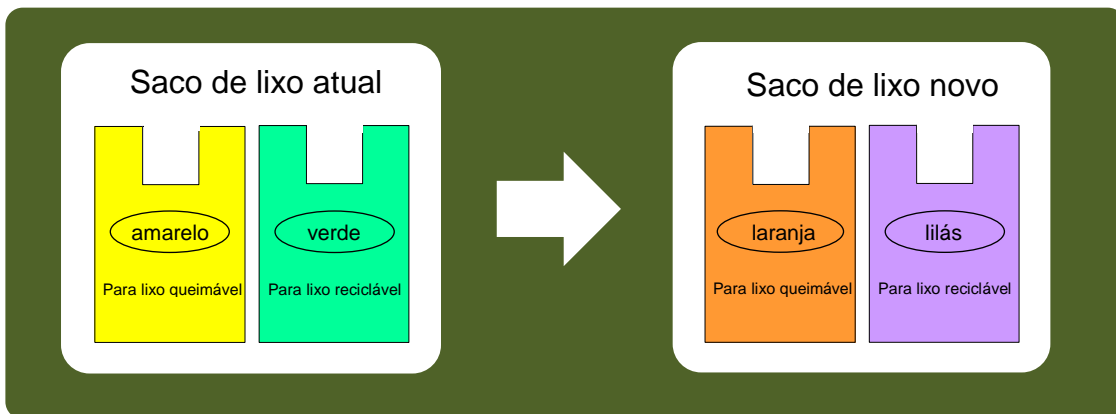 Saco de lixo atual
amarelo
Para lixo queimável
verde
Para lixo reciclável
Saco de lixo novo
laranja
Para lixo queimável
lilás
Para lixo reciclável